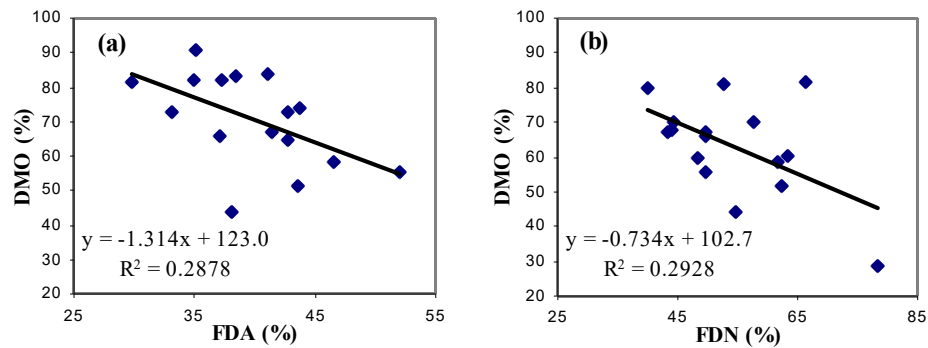 (a)
100
90
80
70
60
50
40
30
20
DMO (%)
y = -1.314x + 123.0
R² = 0.2878
25 35 45 55
FDA (%)
(b)
100
90
80
70
60
50
40
30
20
DMO (%)
y = -0.734x + 102.7
R² = 0.2928
25 45 65 85
FDN (%)